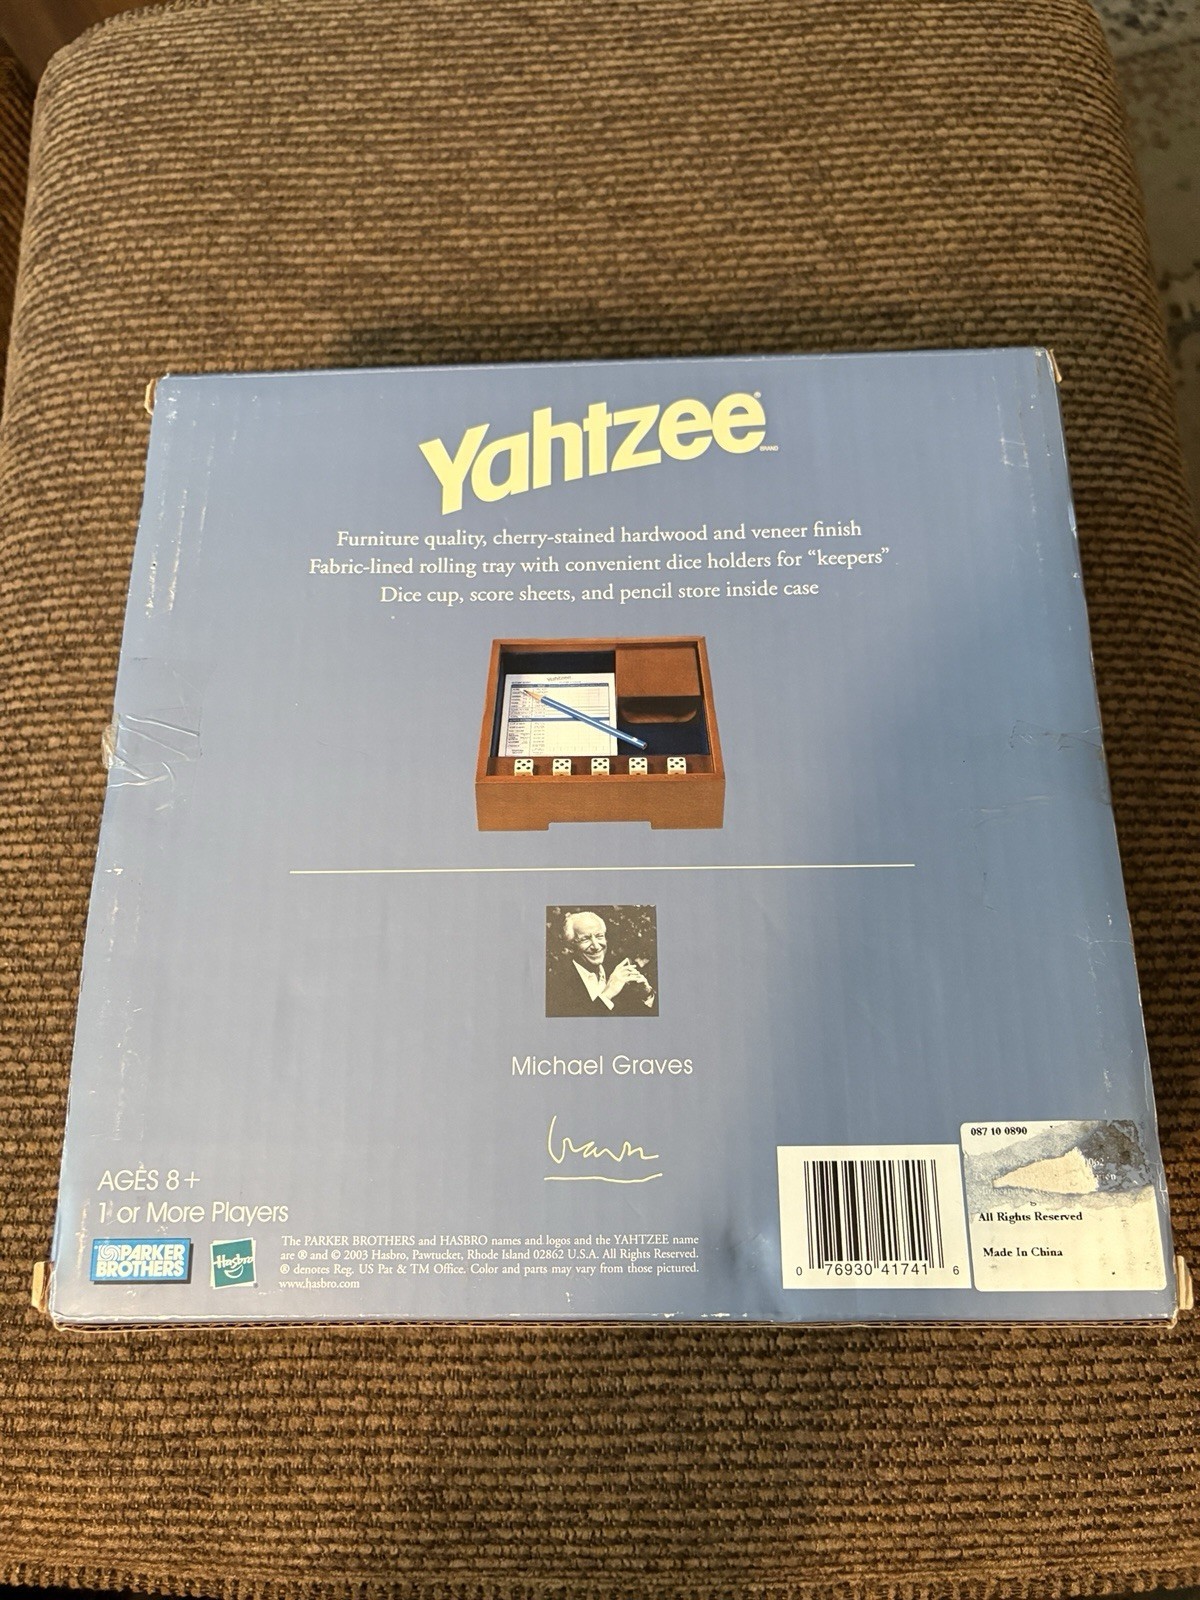 Yahtzee®
BRAND
Furniture quality, cherry-stained hardwood and veneer finish
Fabric-lined rolling tray with convenient dice holders for “keepers”
Dice cup, score sheets, and pencil store inside case
Michael Graves
Graves
AGES 8+
1 or More Players
PARKER
BROTHERS
Hasbro
The PARKER BROTHERS and HASBRO names and logos and the YAHTZEE name
are ® and © 2003 Hasbro, Pawtucket, Rhode Island 02862 U.S.A. All Rights Reserved.
® denotes Reg. US Pat & TM Office. Color and parts may vary from those pictured.
www.hasbro.com
0 76930 41741 6
087 10 0890
All Rights Reserved
Made In China